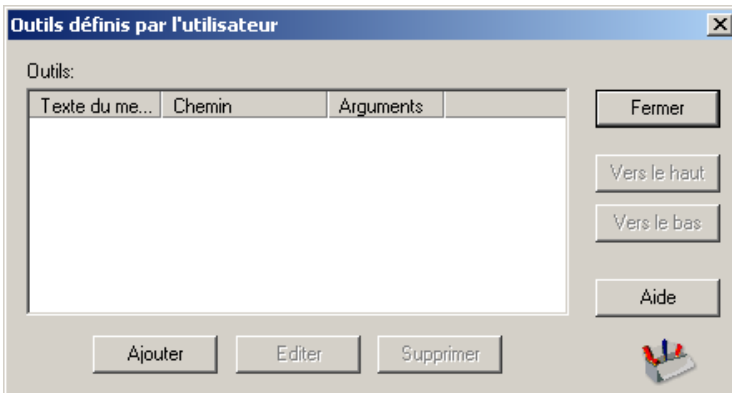 Outils définis par l'utilisateur
Outils:
Texte du me... Chemin Arguments
Fermer
Vers le haut
Vers le bas
Aide
Ajouter Editer Supprimer